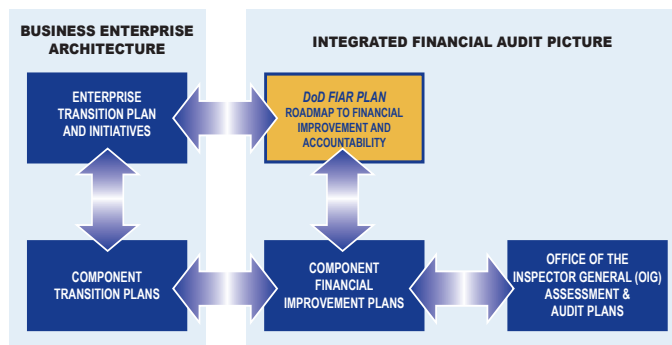 BUSINESS ENTERPRISE
ARCHITECTURE
INTEGRATED FINANCIAL AUDIT PICTURE
ENTERPRISE
TRANSITION PLAN
AND INITIATIVES
DoD FIAR PLAN
ROADMAP TO FINANCIAL
IMPROVEMENT AND
ACCOUNTABILITY
COMPONENT
TRANSITION PLANS
COMPONENT
FINANCIAL
IMPROVEMENT PLANS
OFFICE OF THE
INSPECTOR GENERAL (OIG)
ASSESSMENT &
AUDIT PLANS